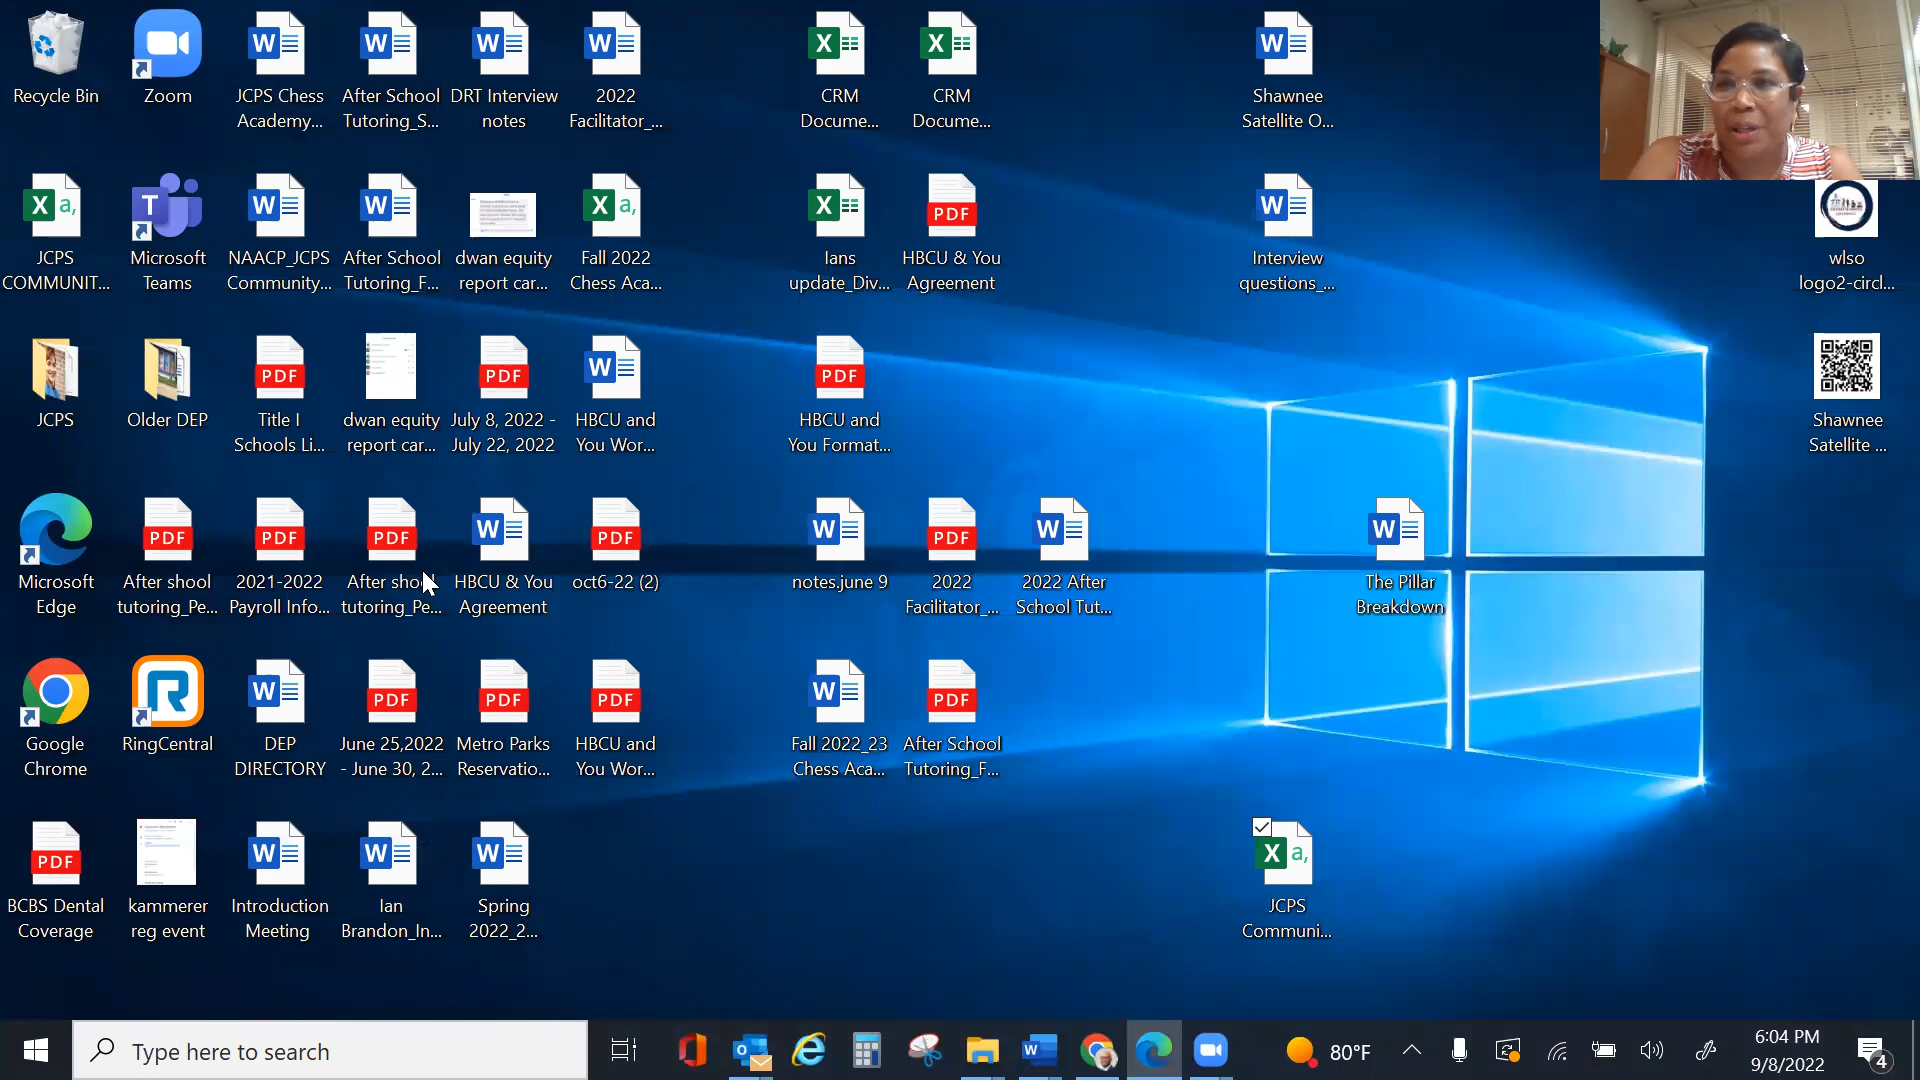 Recycle Bin
Zoom
JCPS Chess
Academy...
After School
Tutoring_S...
DRT Interview
notes
2022
Facilitator_...
CRM
Docume...
CRM
Docume...
Shawnee
Satellite O...
JCPS
COMMUNIT...
Microsoft
Teams
NAACP_JCPS
Community...
After School
Tutoring_F...
dwan equity
report car...
Fall 2022
Chess Aca...
Ians
update_Div...
HBCU & You
Agreement
Interview
questions_...
wlso
logo2-circl...
JCPS
Older DEP
Title I
Schools Li...
dwan equity
report car...
July 8, 2022 -
July 22, 2022
HBCU and
You Wor...
HBCU and
You Format...
Shawnee
Satellite ...
Microsoft
Edge
After shool
tutoring_Pe...
2021-2022
Payroll Info...
After shool
tutoring_Pe...
HBCU & You
Agreement
oct6-22 (2)
notes.june 9
2022
Facilitator_...
2022 After
School Tut...
The Pillar
Breakdown
Google
Chrome
RingCentral
DEP
DIRECTORY
June 25,2022
- June 30, 2...
Metro Parks
Reservatio...
HBCU and
You Wor...
Fall 2022_23
Chess Aca...
After School
Tutoring_F...
BCBS Dental
Coverage
kammerer
reg event
Introduction
Meeting
Ian
Brandon_In...
Spring
2022_2...
JCPS
Communi...
Type here to search
80°F
6:04 PM
9/8/2022
4